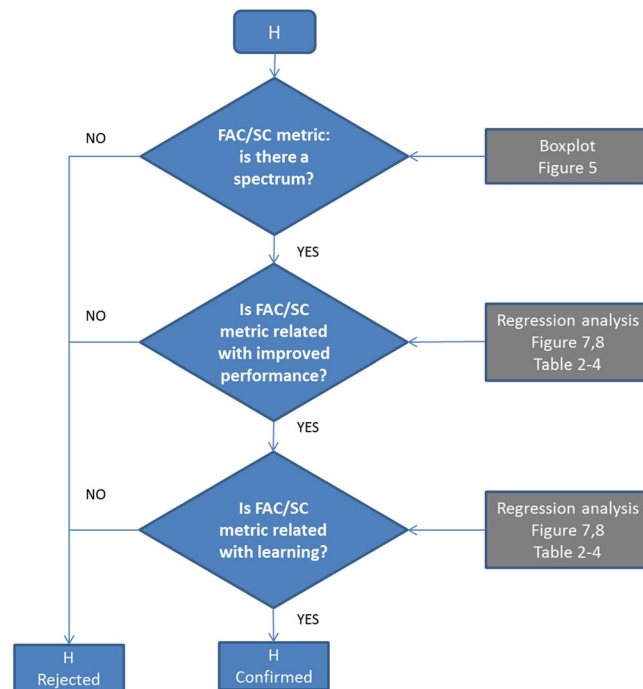 H
FAC/SC metric:
is there a
spectrum?
NO
Boxplot
Figure 5
YES
Is FAC/SC
metric related
with improved
performance?
NO
Regression analysis
Figure 7,8
Table 2-4
YES
Is FAC/SC
metric related
with learning?
NO
Regression analysis
Figure 7,8
Table 2-4
YES
H
Rejected
H
Confirmed